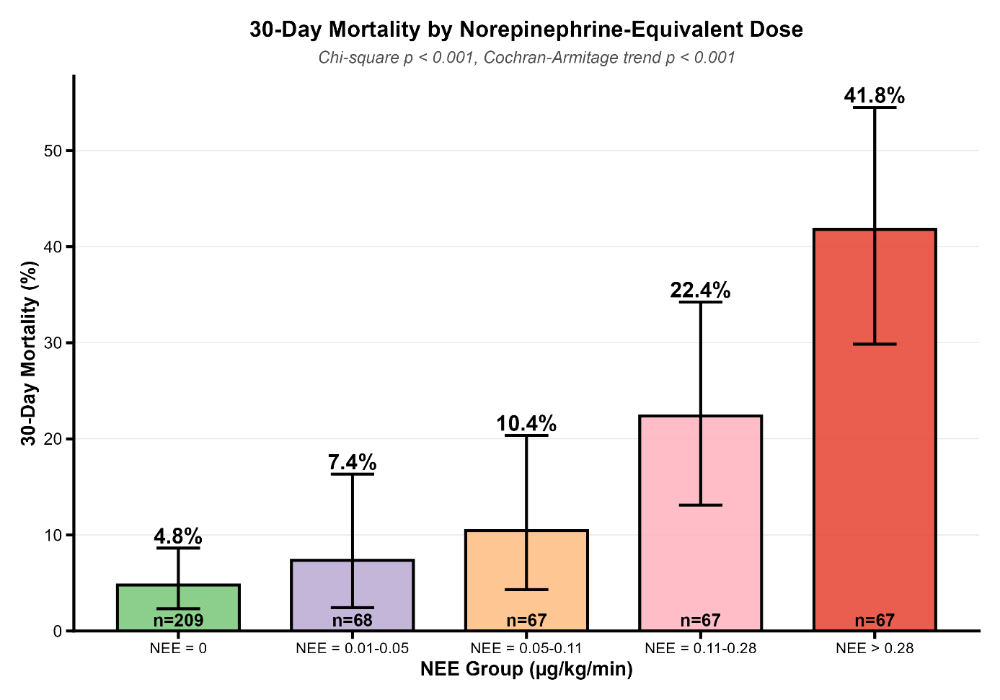 30-Day Mortality by Norepinephrine-Equivalent Dose
Chi-square p < 0.001, Cochran-Armitage trend p < 0.001
30-Day Mortality (%)
50
40
30
20
10
0
4.8%
7.4%
10.4%
22.4%
41.8%
n=209
n=68
n=67
n=67
n=67
NEE = 0
NEE = 0.01-0.05
NEE = 0.05-0.11
NEE = 0.11-0.28
NEE > 0.28
NEE Group (µg/kg/min)